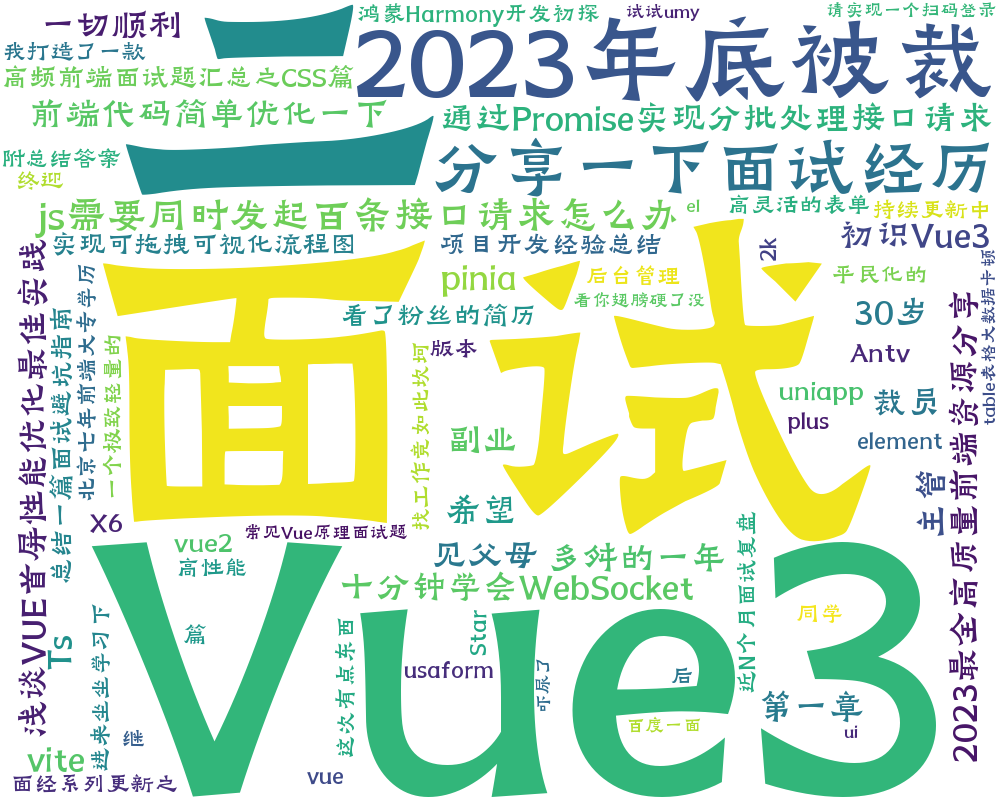 一切顺利
二
鸿蒙Harmony开发初探
试试umy
请实现一个扫码登录
我打造了一款
2023年底被裁
高频前端面试题汇总之CSS篇
前端代码简单优化一下
通过Promise实现分批处理接口请求
一
附总结答案
终迎
分享一下面试经历
js需要同时发起百条接口请求怎么办
el
高灵活的表单
持续更新中
实现可拖拽可视化流程图
项目开发经验总结
2k
初识Vue3
浅谈VUE首屏性能优化最佳实践
总结一篇面试避坑指南
北京七年前端大专学历
一个极致轻量的
面试
pinia
后台管理
看你翅膀硬了没
平民化的
看了粉丝的简历
30岁
版本
Antv
找工作竟如此坎坷
uniapp
裁员
plus
副业
element
2023最全高质量前端资源分享
table表格大数据卡顿
希望
主管
X6
常见Vue原理面试题
vue2
高性能
见父母
多舛的一年
十分钟学会WebSocket
近N个月面试复盘
Vue3
Ts
进来坐坐学习下
篇
这次有点东西
Star
usaform
吓尿了
后
同学
第一章
百度一面
ui
继
vite
vue
面经系列更新之